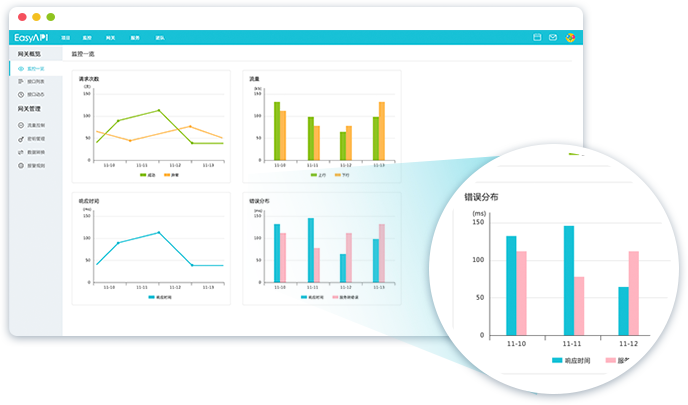 EasyAPI 项目 监控 网关 服务 团队
网关概览
监控一览
接口列表
接口动态
网关管理
流量控制
密钥管理
数据转换
监控一览
请求次数
(次)
150
100
50
0
11-10 11-11 11-12 11-13
成功 异常
流量
150
100
50
0
11-10 11-11 11-12 11-13
上行 下行
响应时间
(ms)
150
100
50
0
11-10 11-11 11-12 11-13
响应时间
错误分布
(ms)
150
100
50
0
11-10 11-11 11-12 11-13
响应时间 服务网错误
错误分布
(ms)
150
100
50
0
11-10 11-11 11-12
响应时间 服务